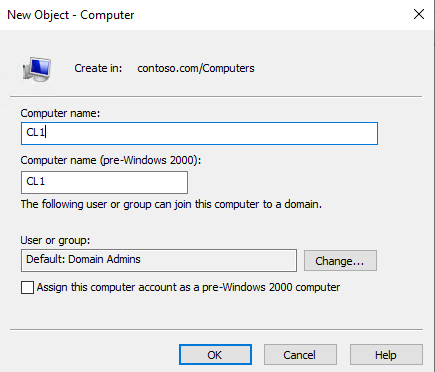 New Object - Computer
Create in: contoso.com/Computers
Computer name:
CL1
Computer name (pre-Windows 2000):
CL1
The following user or group can join this computer to a domain.
User or group:
Default: Domain Admins
Change...
Assign this computer account as a pre-Windows 2000 computer
OK Cancel Help